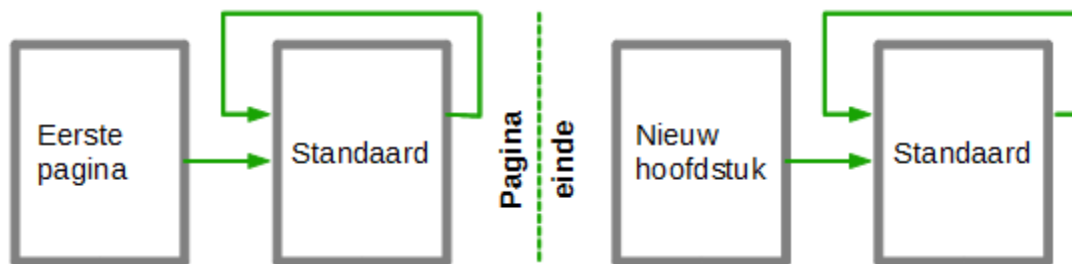 Eerste
pagina
Standaard
Pagina
einde
Nieuw
hoofdstuk
Standaard